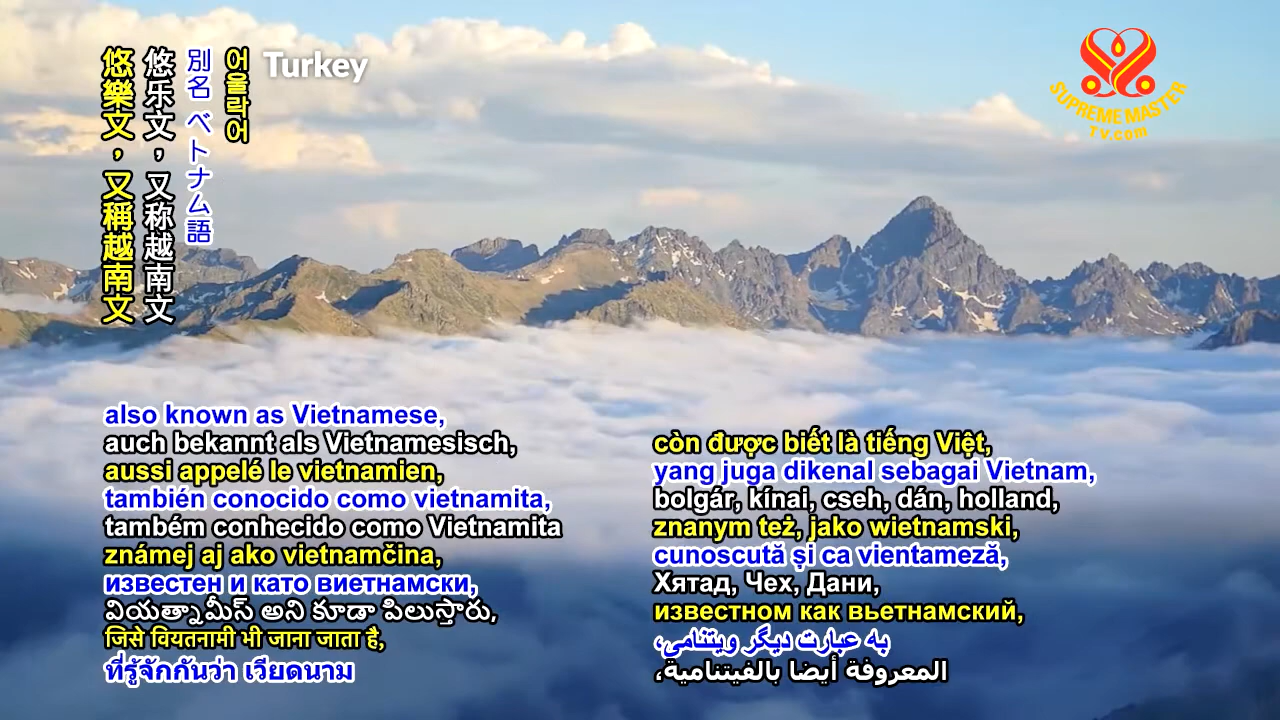 悠樂文，又稱越南文
悠乐文，又称越南文
別名 ベトナム語
어울락어
Turkey
SUPREME MASTER
TV.com
also known as Vietnamese,
auch bekannt als Vietnamesisch,
aussi appelé le vietnamien,
también conocido como vietnamita,
também conhecido como Vietnamita
známej aj ako vietnamčina,
известен и като виетнамски,
వియత్నామీస్ అని కూడా పిలుస్తారు,
जिसे वियतनामी भी जाना जाता है,
ที่รู้จักกันว่า เวียดนาม
còn được biết là tiếng Việt,
yang juga dikenal sebagai Vietnam,
bolgár, kínai, cseh, dán, holland,
znanym też, jako wietnamski,
cunoscută și ca vientameză,
Хятад, Чех, Дани,
известном как вьетнамский,
به عبارت دیگر ویتنامی،
المعروفة أيضا بالفيتنامية،